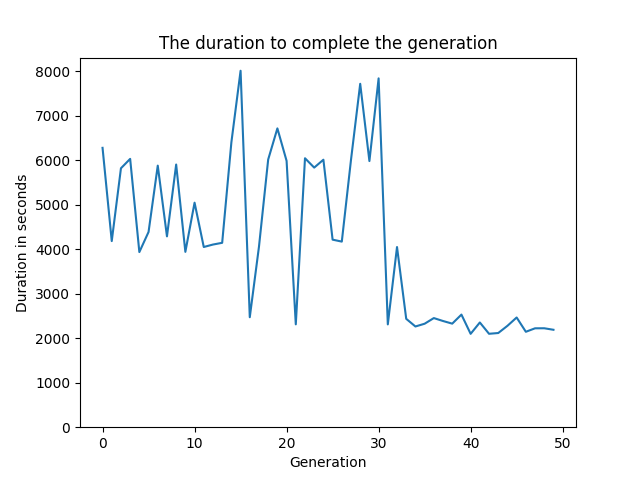 The duration to complete the generation
8000
7000
6000
5000
4000
3000
2000
1000
0
Duration in seconds
0 10 20 30 40 50
Generation